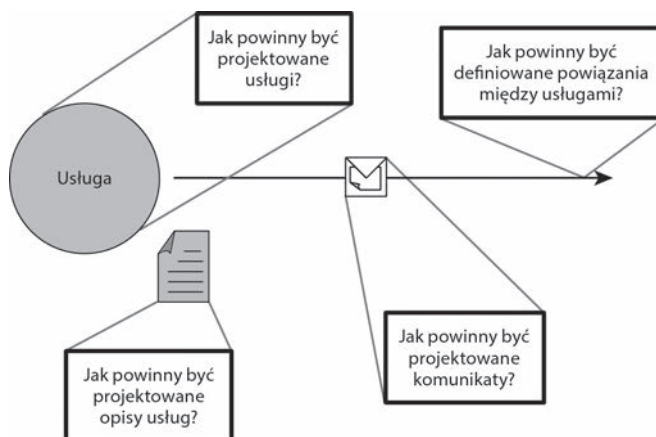 Jak powinny być
projektowane
usługi?
Jak powinny być
definiowane powiązania
między usługami?
Usługa
Jak powinny być
projektowane
komunikaty?
Jak powinny być
projektowane
opisy usług?